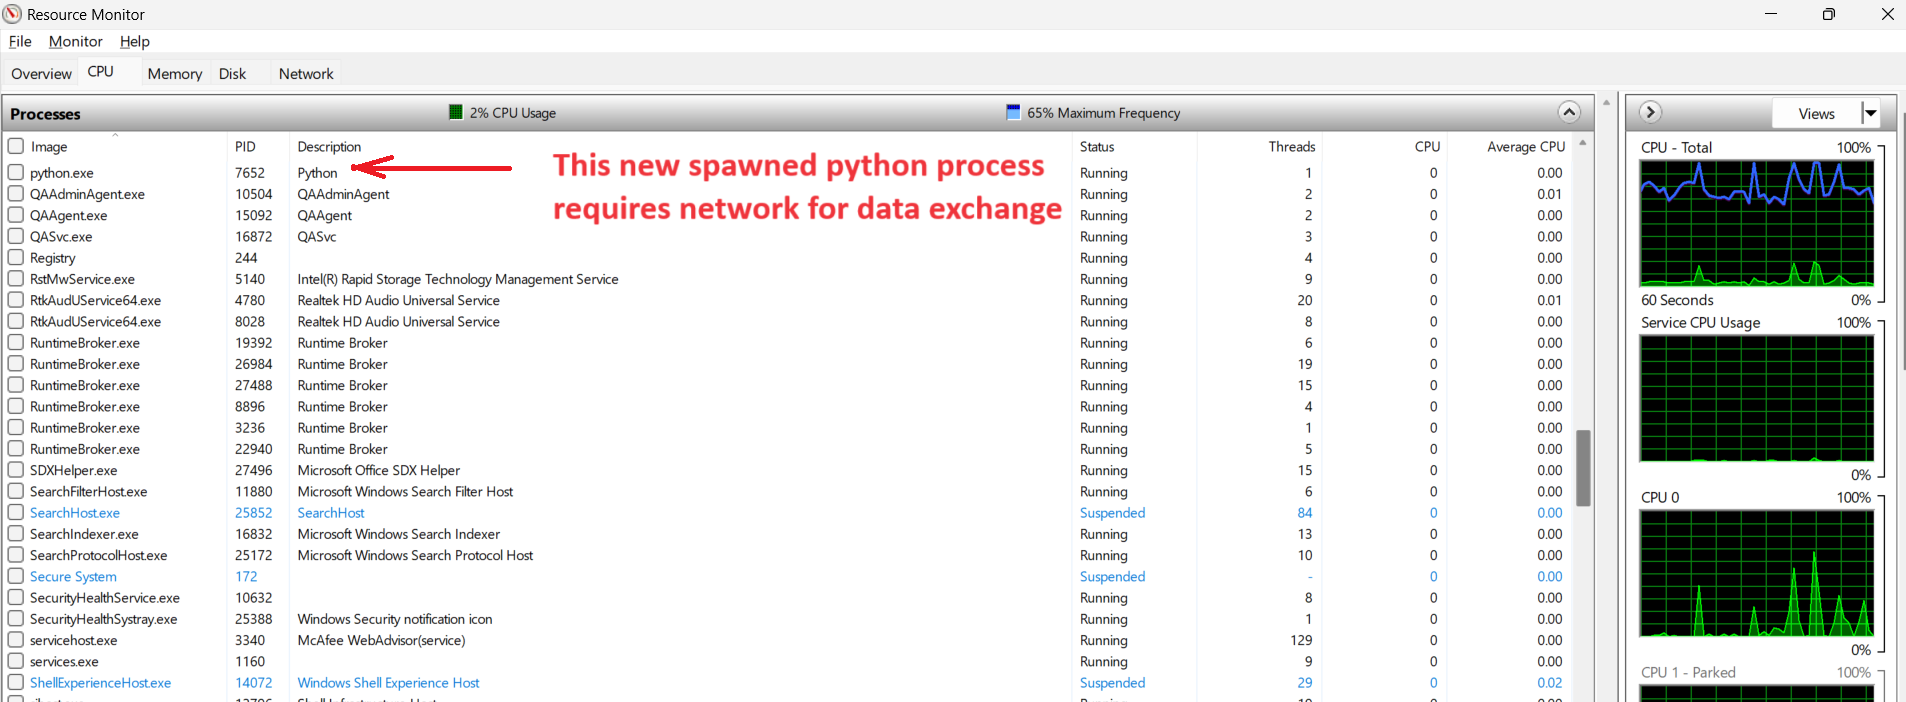 Resource Monitor
File Monitor Help
Overview CPU Memory Disk Network
Processes 2% CPU Usage 65% Maximum Frequency
Image PID Description Status Threads CPU Average CPU
python.exe 7652 Python Running 1 0 0.00
This new spawned python process
requires network for data exchange
QAAdminAgent.exe 10504 QAAdminAgent Running 2 0 0.01
QAAgent.exe 15092 QAAgent Running 2 0 0.00
QASvc.exe 16872 QASvc Running 3 0 0.00
Registry 244 Running 4 0 0.00
RstMwService.exe 5140 Intel(R) Rapid Storage Technology Management Service Running 9 0 0.00
RtkAudUService64.exe 4780 Realtek HD Audio Universal Service Running 20 0 0.01
RtkAudUService64.exe 8028 Realtek HD Audio Universal Service Running 8 0 0.00
RuntimeBroker.exe 19392 Runtime Broker Running 6 0 0.00
RuntimeBroker.exe 26984 Runtime Broker Running 19 0 0.00
RuntimeBroker.exe 27488 Runtime Broker Running 15 0 0.00
RuntimeBroker.exe 8896 Runtime Broker Running 4 0 0.00
RuntimeBroker.exe 3236 Runtime Broker Running 1 0 0.00
RuntimeBroker.exe 22940 Runtime Broker Running 5 0 0.00
SDXHelper.exe 27496 Microsoft Office SDX Helper Running 15 0 0.00
SearchFilterHost.exe 11880 Microsoft Windows Search Filter Host Running 6 0 0.00
SearchHost.exe 25852 SearchHost Suspended 84 0 0.00
SearchIndexer.exe 16832 Microsoft Windows Search Indexer Running 13 0 0.00
SearchProtocolHost.exe 25172 Microsoft Windows Search Protocol Host Running 10 0 0.00
Secure System 172 Suspended - 0 0.00
SecurityHealthService.exe 10632 Running 8 0 0.00
SecurityHealthSystray.exe 25388 Windows Security notification icon Running 1 0 0.00
servicehost.exe 3340 McAfee WebAdvisor(service) Running 129 0 0.00
services.exe 1160 Running 9 0 0.00
ShellExperienceHost.exe 14072 Windows Shell Experience Host Suspended 29 0 0.02
Views
CPU - Total 100%
60 Seconds 0%
Service CPU Usage 100%
0%
CPU 0 100%
0%
CPU 1 - Parked 100%